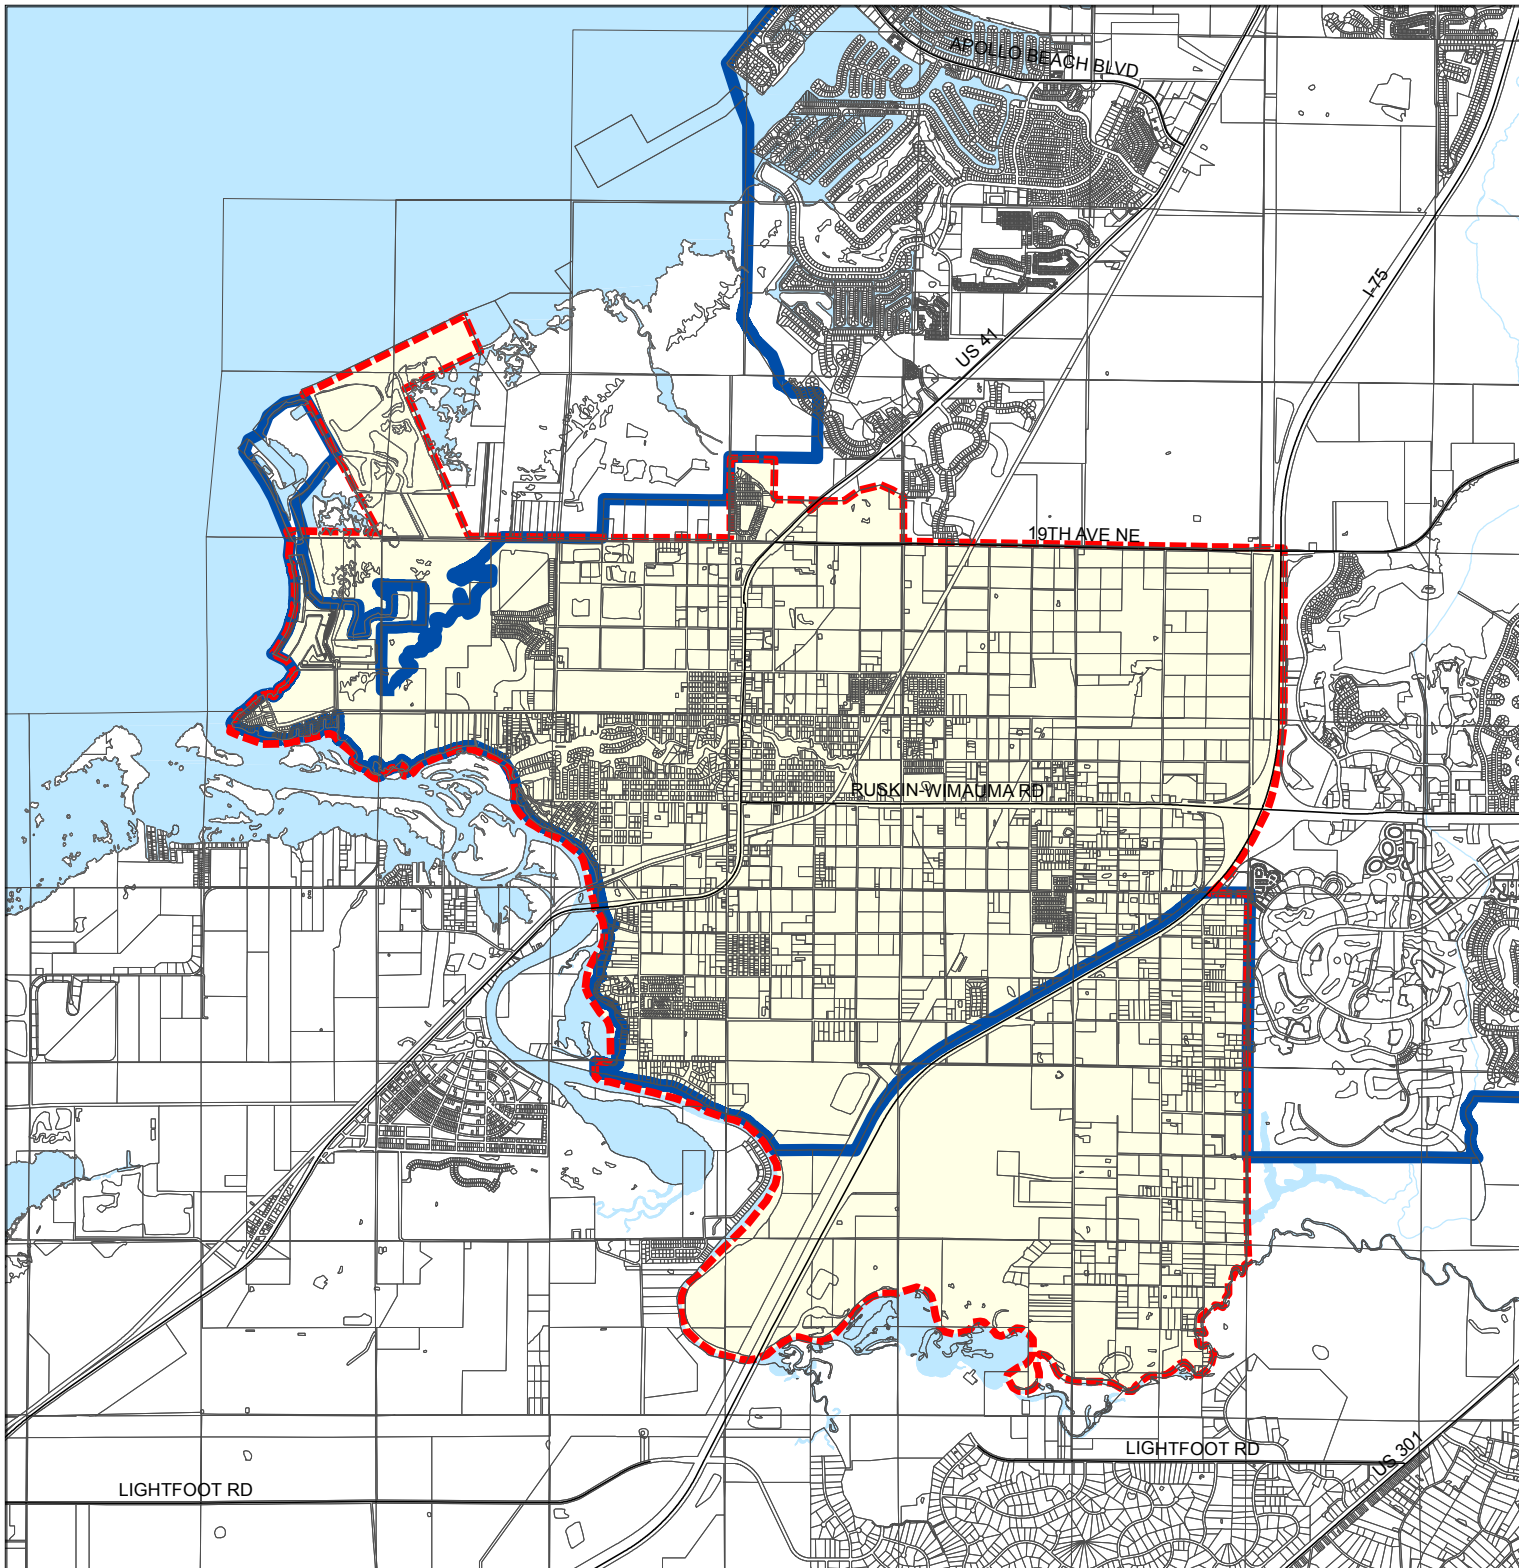 APOLLO BEACH BLVD
I-75
US 41
19TH AVE NE
RUSKIN-WIMAUMA RD
LIGHTFOOT RD
US 301
LIGHTFOOT RD